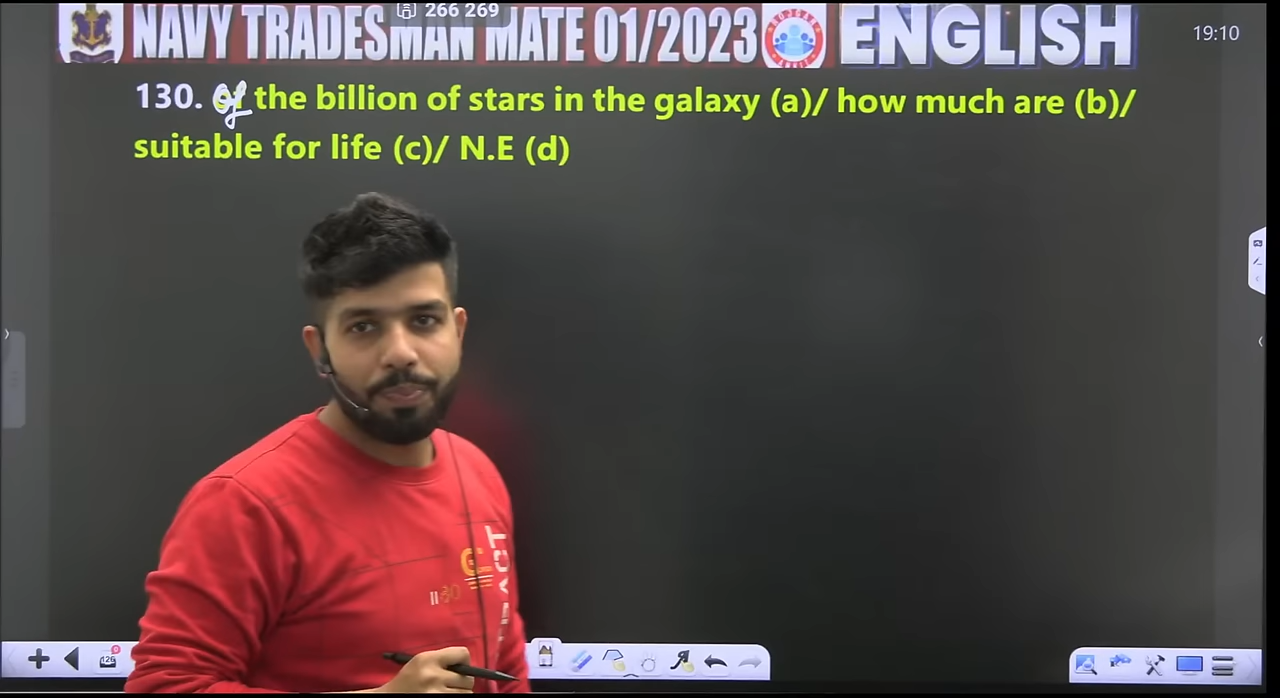 266 269
NAVY TRADESMAN MATE 01/2023 ENGLISH
19:10
130. Of the billion of stars in the galaxy (a)/ how much are (b)/
suitable for life (c)/ N.E (d)
126